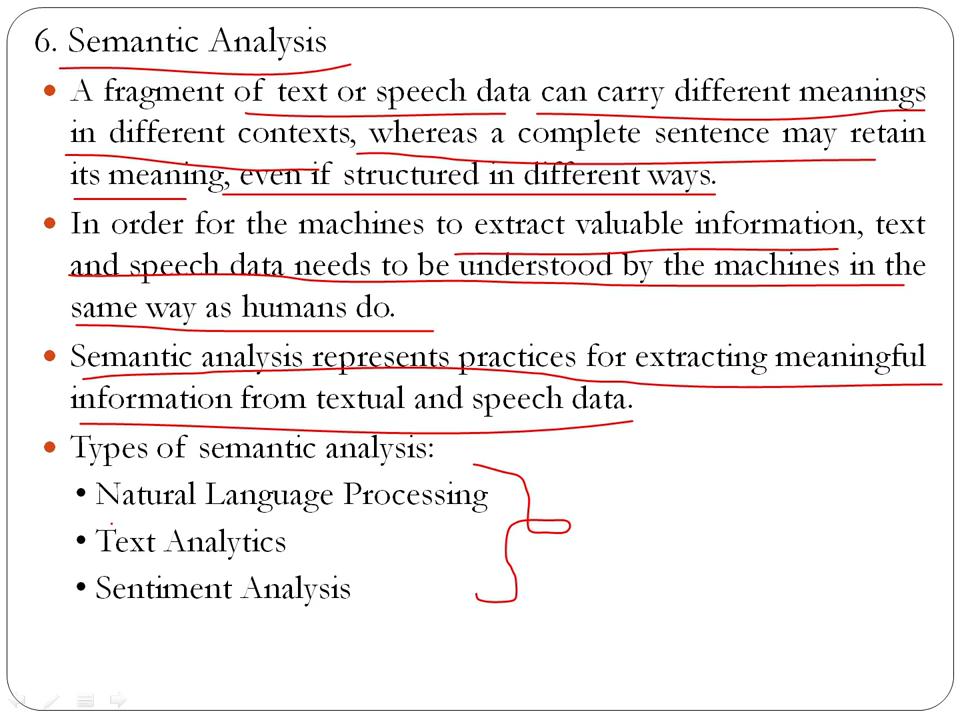 6. Semantic Analysis
• A fragment of text or speech data can carry different meanings
in different contexts, whereas a complete sentence may retain
its meaning, even if structured in different ways.
• In order for the machines to extract valuable information, text
and speech data needs to be understood by the machines in the
same way as humans do.
• Semantic analysis represents practices for extracting meaningful
information from textual and speech data.
• Types of semantic analysis:
• Natural Language Processing
• Text Analytics
• Sentiment Analysis